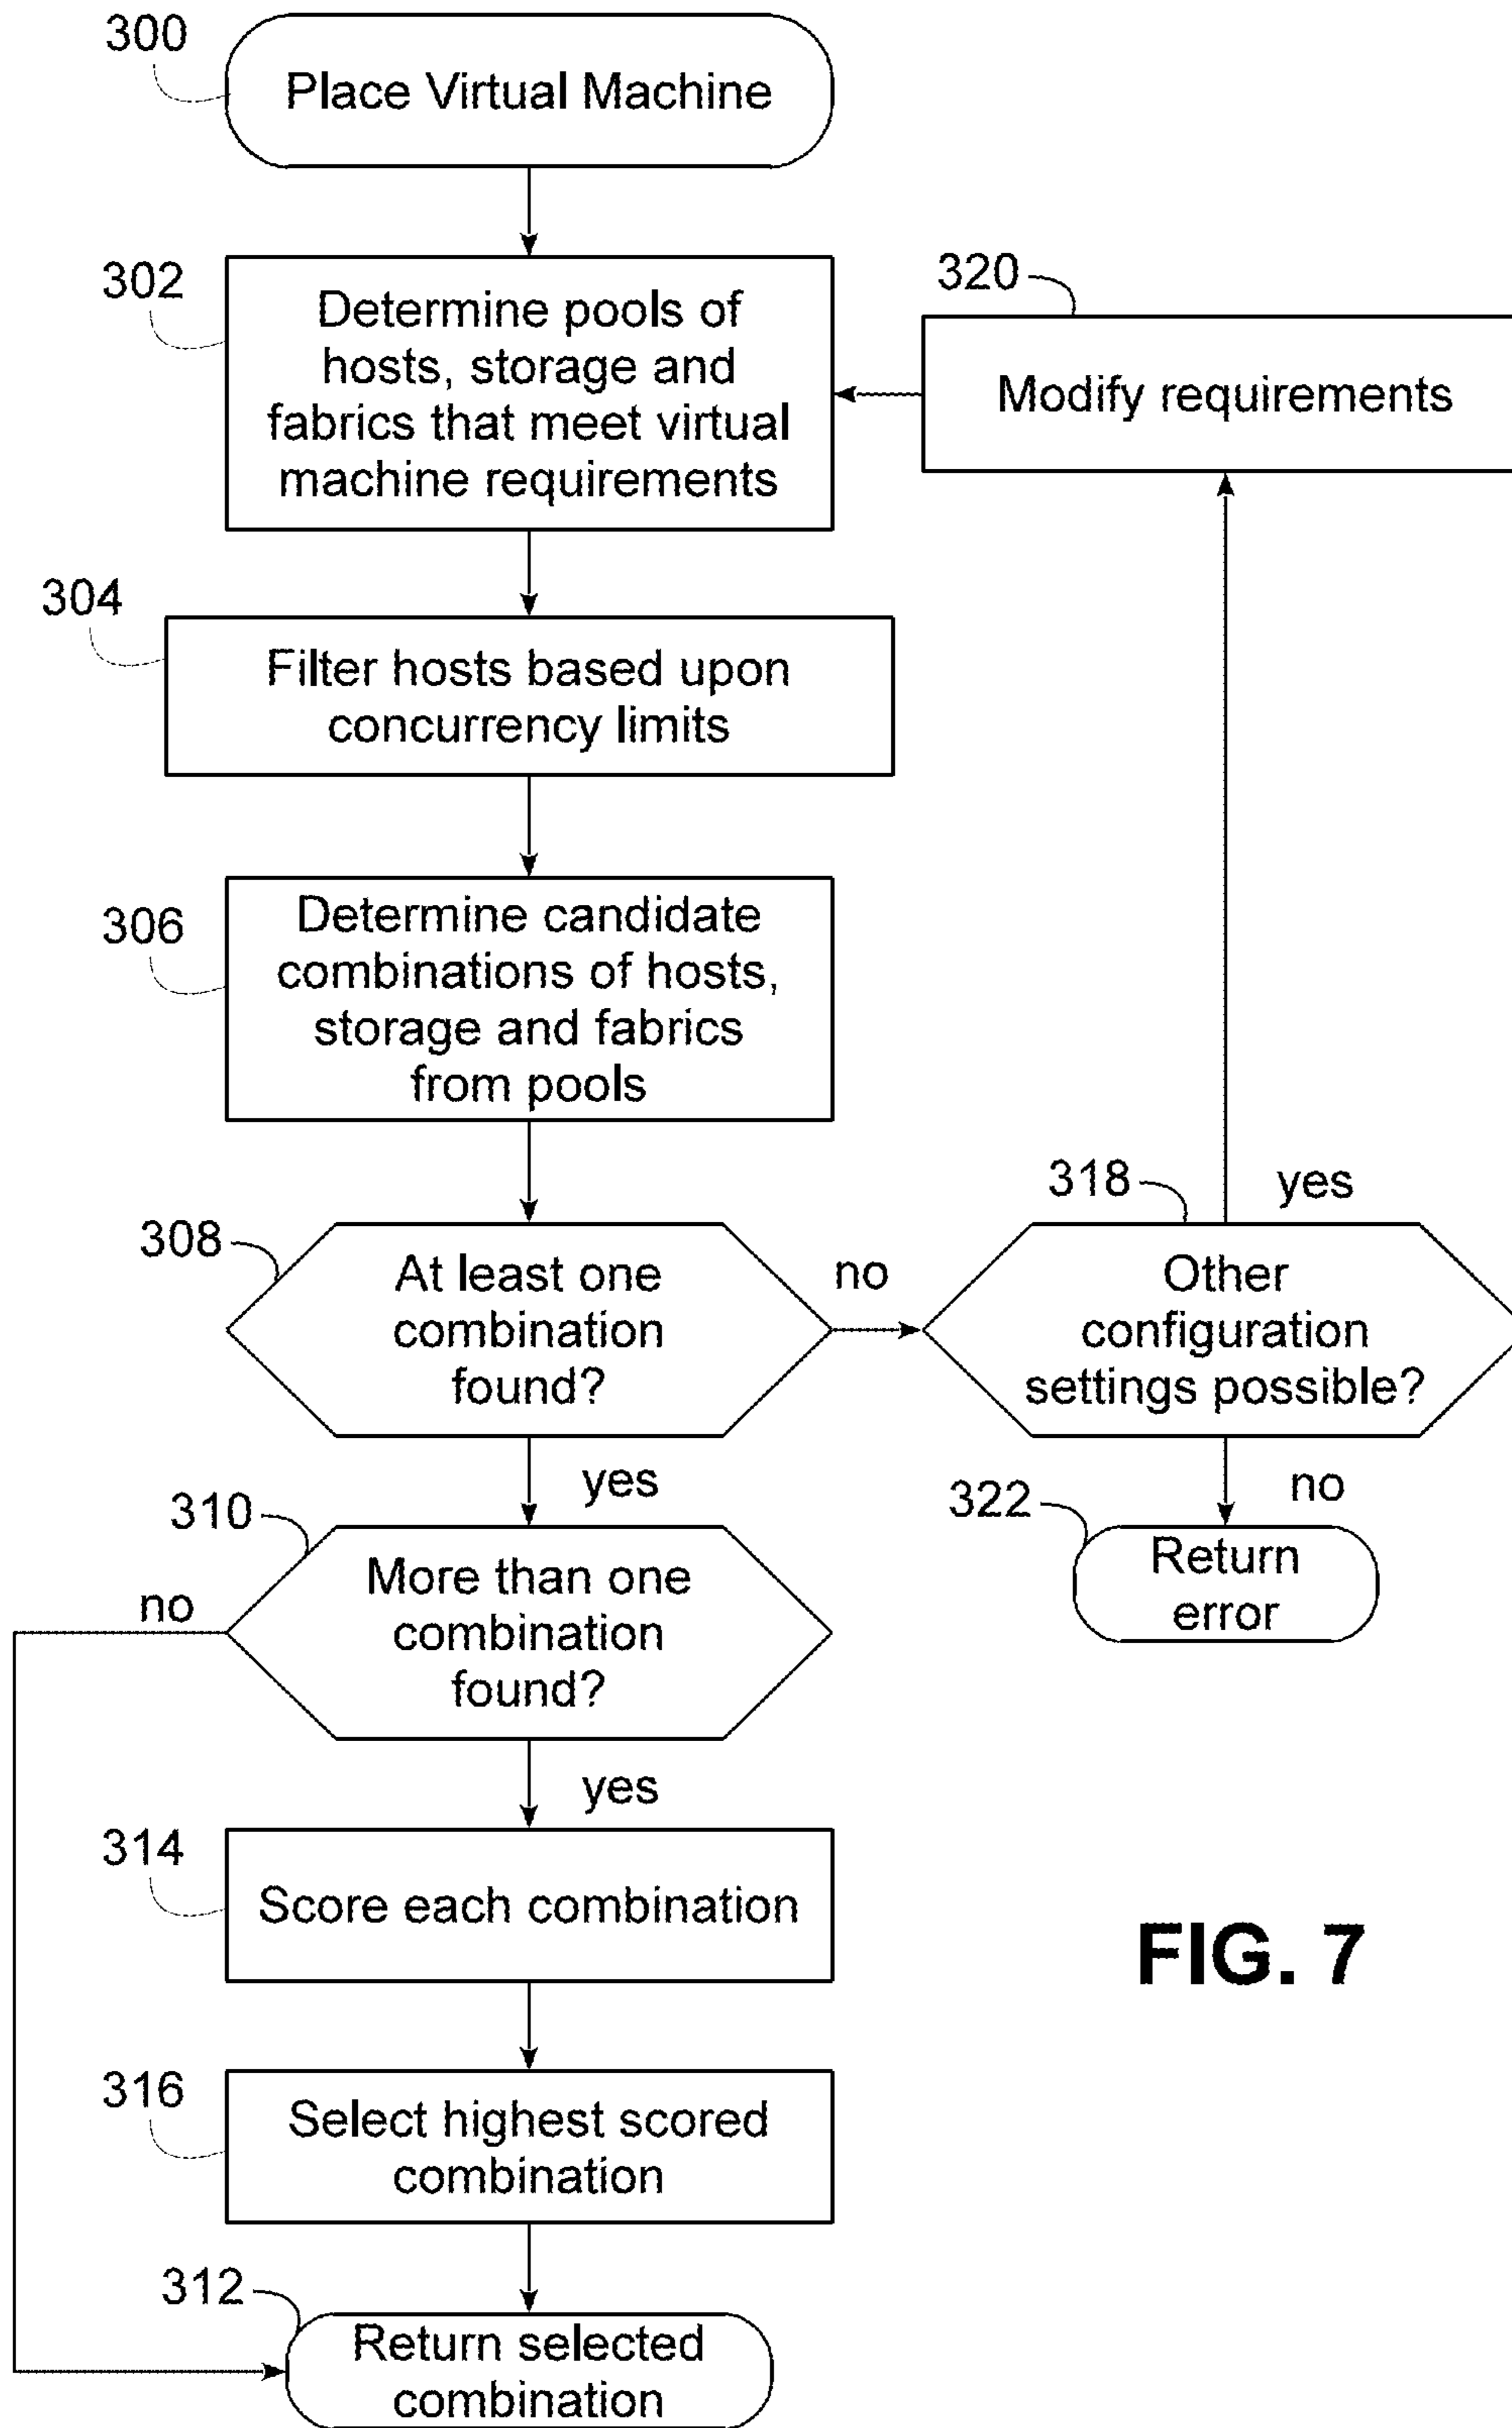 300
Place Virtual Machine
302
Determine pools of
hosts, storage and
fabrics that meet virtual
machine requirements
320
Modify requirements
304
Filter hosts based upon
concurrency limits
306
Determine candidate
combinations of hosts,
storage and fabrics
from pools
308
At least one
combination
found?
no
318
yes
Other
configuration
settings possible?
yes
no
322
Return
error
310
More than one
combination
found?
no
yes
314
Score each combination
316
Select highest scored
combination
312
Return selected
combination
FIG. 7